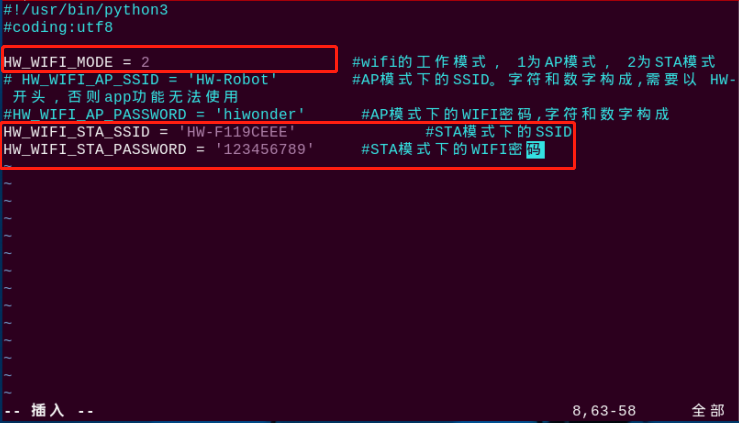 #!/usr/bin/python3
#coding:utf8
HW_WIFI_MODE = 2 #wifi的工作模式， 1为AP模式， 2为STA模式
# HW_WIFI_AP_SSID = 'HW-Robot' #AP模式下的SSID。字符和数字构成,需要以 HW-
开头，否则app功能无法使用
#HW_WIFI_AP_PASSWORD = 'hiwonder' #AP模式下的WIFI密码,字符和数字构成
HW_WIFI_STA_SSID = 'HW-F119CEEE' #STA模式下的SSID
HW_WIFI_STA_PASSWORD = '123456789' #STA模式下的WIFI密码
~
~
~
~
~
~
~
~
~
~
~
~
~
~
-- 插入 -- 8,63-58 全部